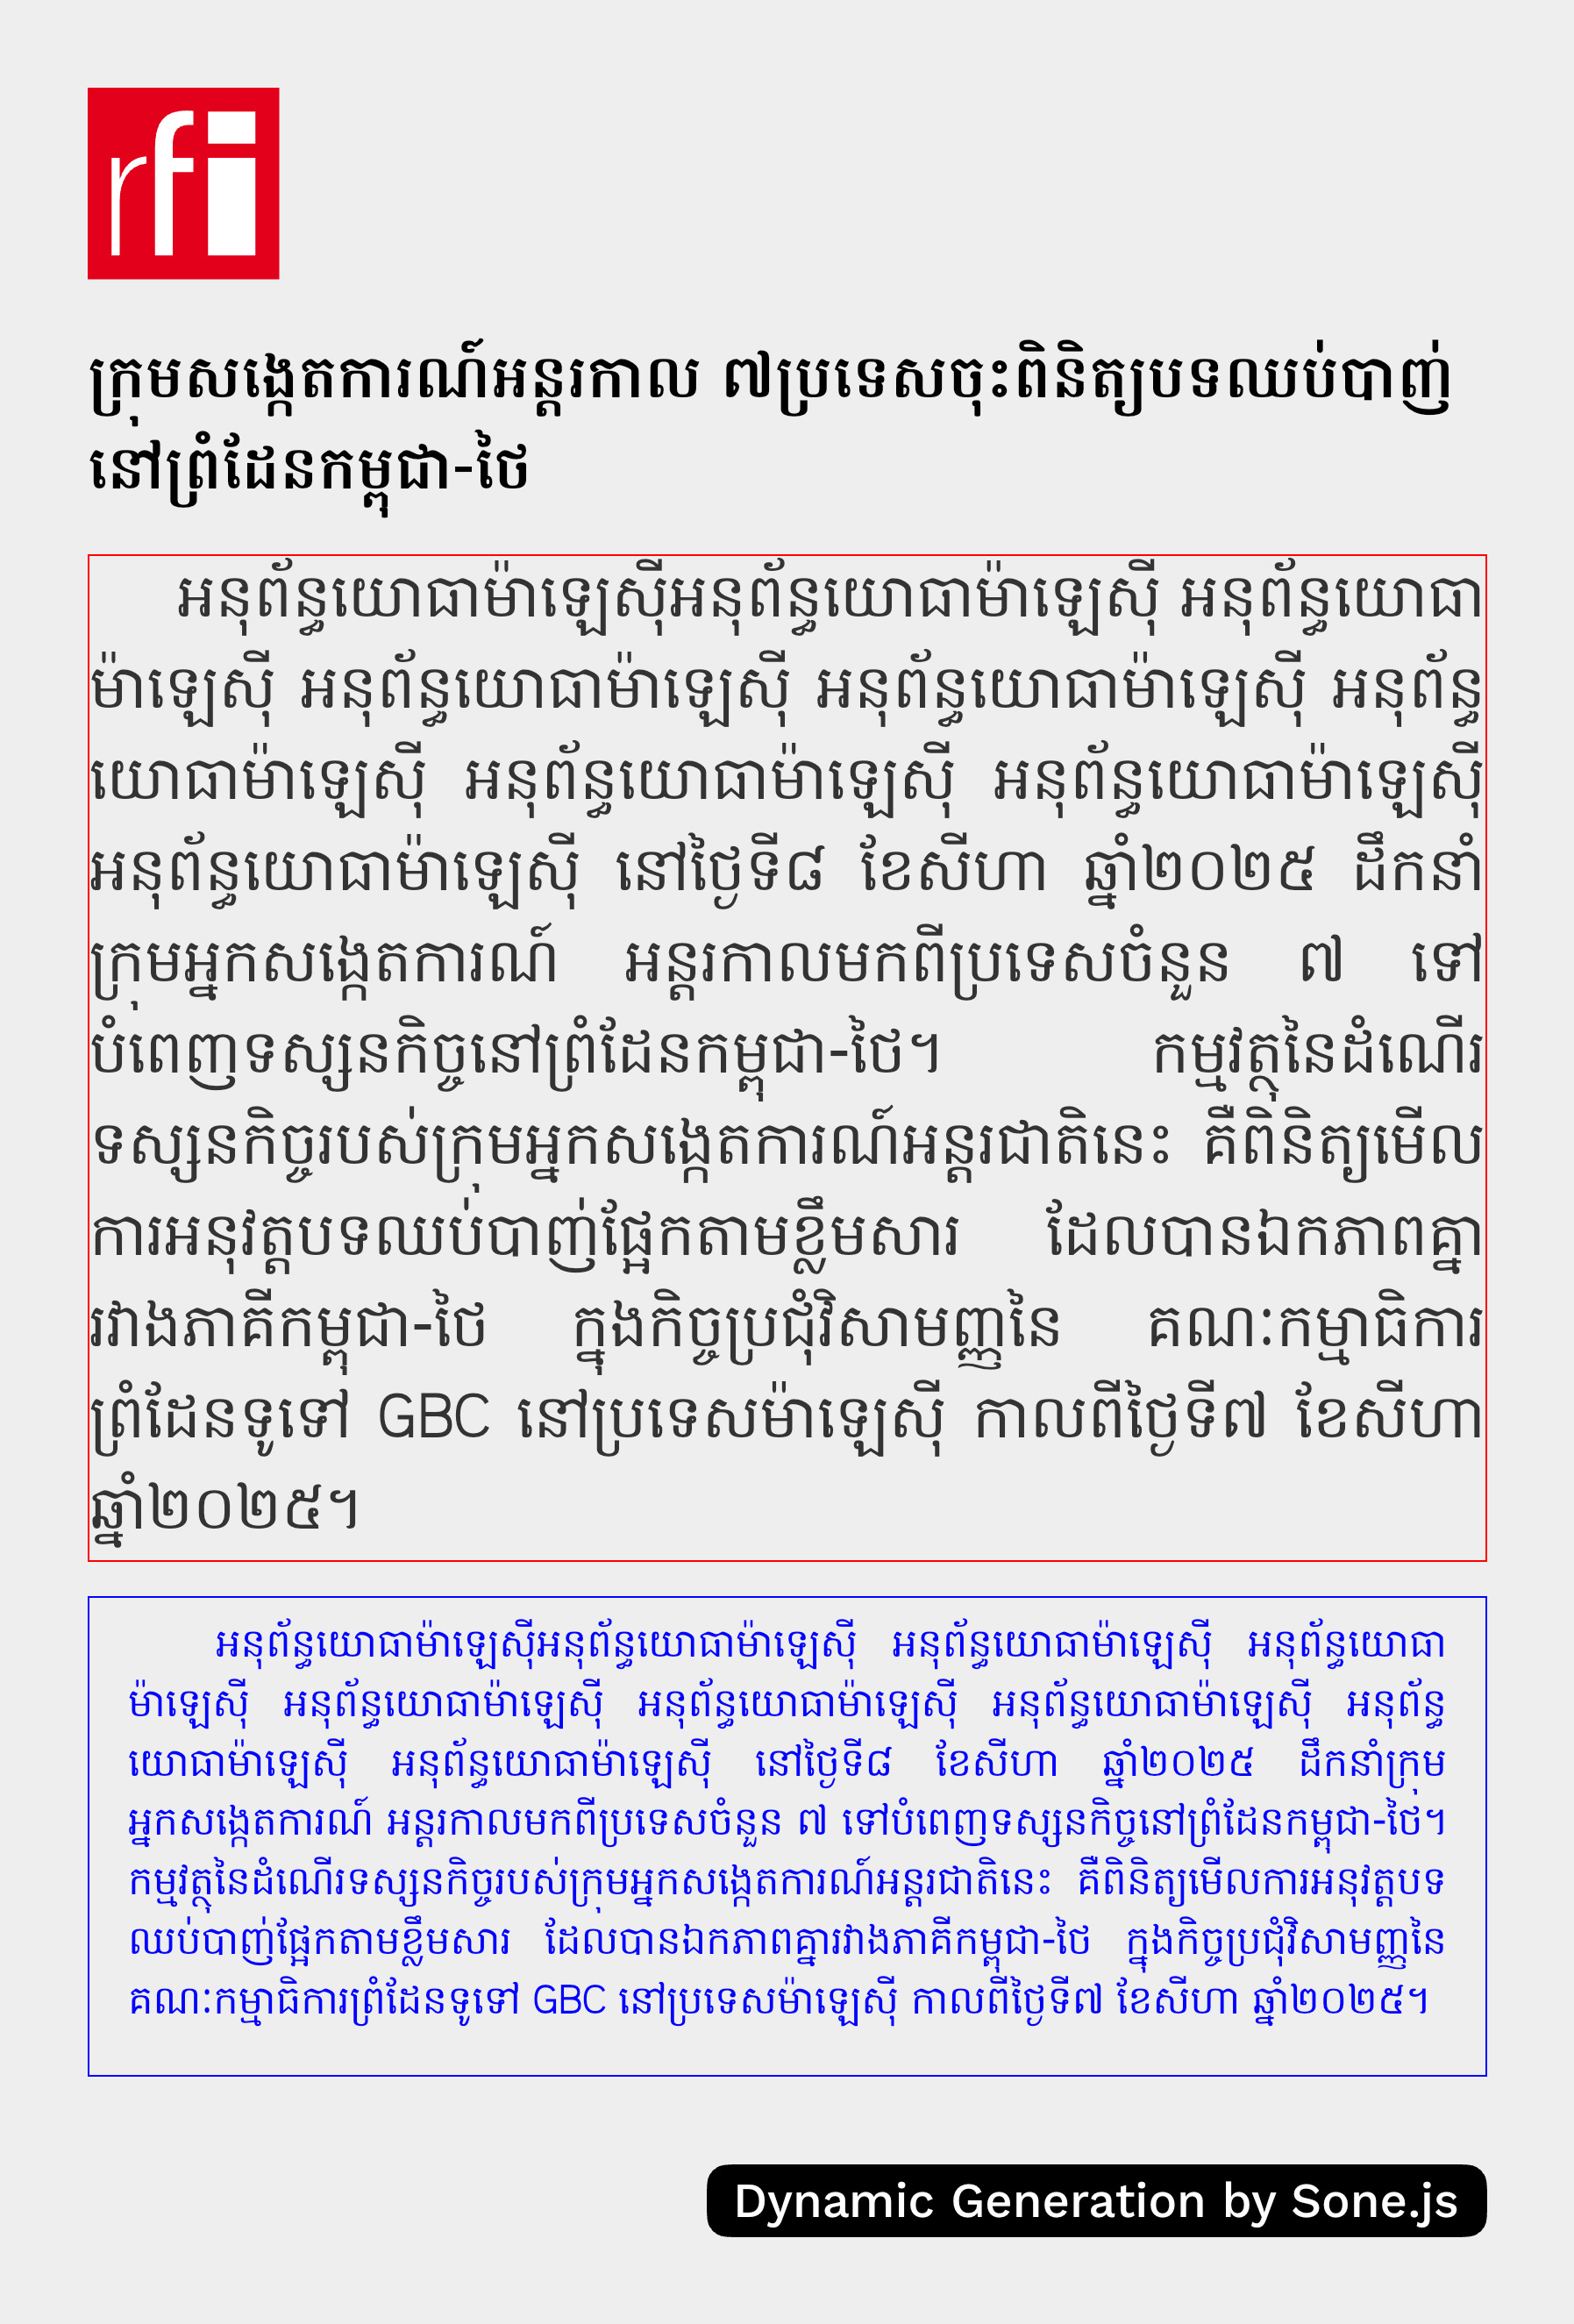 rfi
ក្រុមសង្កេតការណ៍អន្តរកាល ៧ប្រទេសចុះពិនិត្យបទឈប់បាញ់
នៅព្រំដែនកម្ពុជា-ថៃ
អនុព័ន្ធយោធាម៉ាឡេស៊ីអនុព័ន្ធយោធាម៉ាឡេស៊ី អនុព័ន្ធយោធា
ម៉ាឡេស៊ី អនុព័ន្ធយោធាម៉ាឡេស៊ី អនុព័ន្ធយោធាម៉ាឡេស៊ី អនុព័ន្ធ
យោធាម៉ាឡេស៊ី អនុព័ន្ធយោធាម៉ាឡេស៊ី អនុព័ន្ធយោធាម៉ាឡេស៊ី
អនុព័ន្ធយោធាម៉ាឡេស៊ី នៅថ្ងៃទី៨ ខែសីហា ឆ្នាំ២០២៥ ដឹកនាំ
ក្រុមអ្នកសង្កេតការណ៍ អន្តរកាលមកពីប្រទេសចំនួន ៧ ទៅ
បំពេញទស្សនកិច្ចនៅព្រំដែនកម្ពុជា-ថៃ។ កម្មវត្ថុនៃដំណើរ
ទស្សនកិច្ចរបស់ក្រុមអ្នកសង្កេតការណ៍អន្តរជាតិនេះ គឺពិនិត្យមើល
ការអនុវត្តបទឈប់បាញ់ផ្អែកតាមខ្លឹមសារ ដែលបានឯកភាពគ្នា
រវាងភាគីកម្ពុជា-ថៃ ក្នុងកិច្ចប្រជុំវិសាមញ្ញនៃ គណៈកម្មាធិការ
ព្រំដែនទូទៅ GBC នៅប្រទេសម៉ាឡេស៊ី កាលពីថ្ងៃទី៧ ខែសីហា
ឆ្នាំ២០២៥។
អនុព័ន្ធយោធាម៉ាឡេស៊ីអនុព័ន្ធយោធាម៉ាឡេស៊ី អនុព័ន្ធយោធាម៉ាឡេស៊ី អនុព័ន្ធយោធា
ម៉ាឡេស៊ី អនុព័ន្ធយោធាម៉ាឡេស៊ី អនុព័ន្ធយោធាម៉ាឡេស៊ី អនុព័ន្ធយោធាម៉ាឡេស៊ី អនុព័ន្ធ
យោធាម៉ាឡេស៊ី អនុព័ន្ធយោធាម៉ាឡេស៊ី នៅថ្ងៃទី៨ ខែសីហា ឆ្នាំ២០២៥ ដឹកនាំក្រុម
អ្នកសង្កេតការណ៍ អន្តរកាលមកពីប្រទេសចំនួន ៧ ទៅបំពេញទស្សនកិច្ចនៅព្រំដែនកម្ពុជា-ថៃ។
កម្មវត្ថុនៃដំណើរទស្សនកិច្ចរបស់ក្រុមអ្នកសង្កេតការណ៍អន្តរជាតិនេះ គឺពិនិត្យមើលការអនុវត្តបទ
ឈប់បាញ់ផ្អែកតាមខ្លឹមសារ ដែលបានឯកភាពគ្នារវាងភាគីកម្ពុជា-ថៃ ក្នុងកិច្ចប្រជុំវិសាមញ្ញនៃ
គណៈកម្មាធិការព្រំដែនទូទៅ GBC នៅប្រទេសម៉ាឡេស៊ី កាលពីថ្ងៃទី៧ ខែសីហា ឆ្នាំ២០២៥។
Dynamic Generation by Sone.js